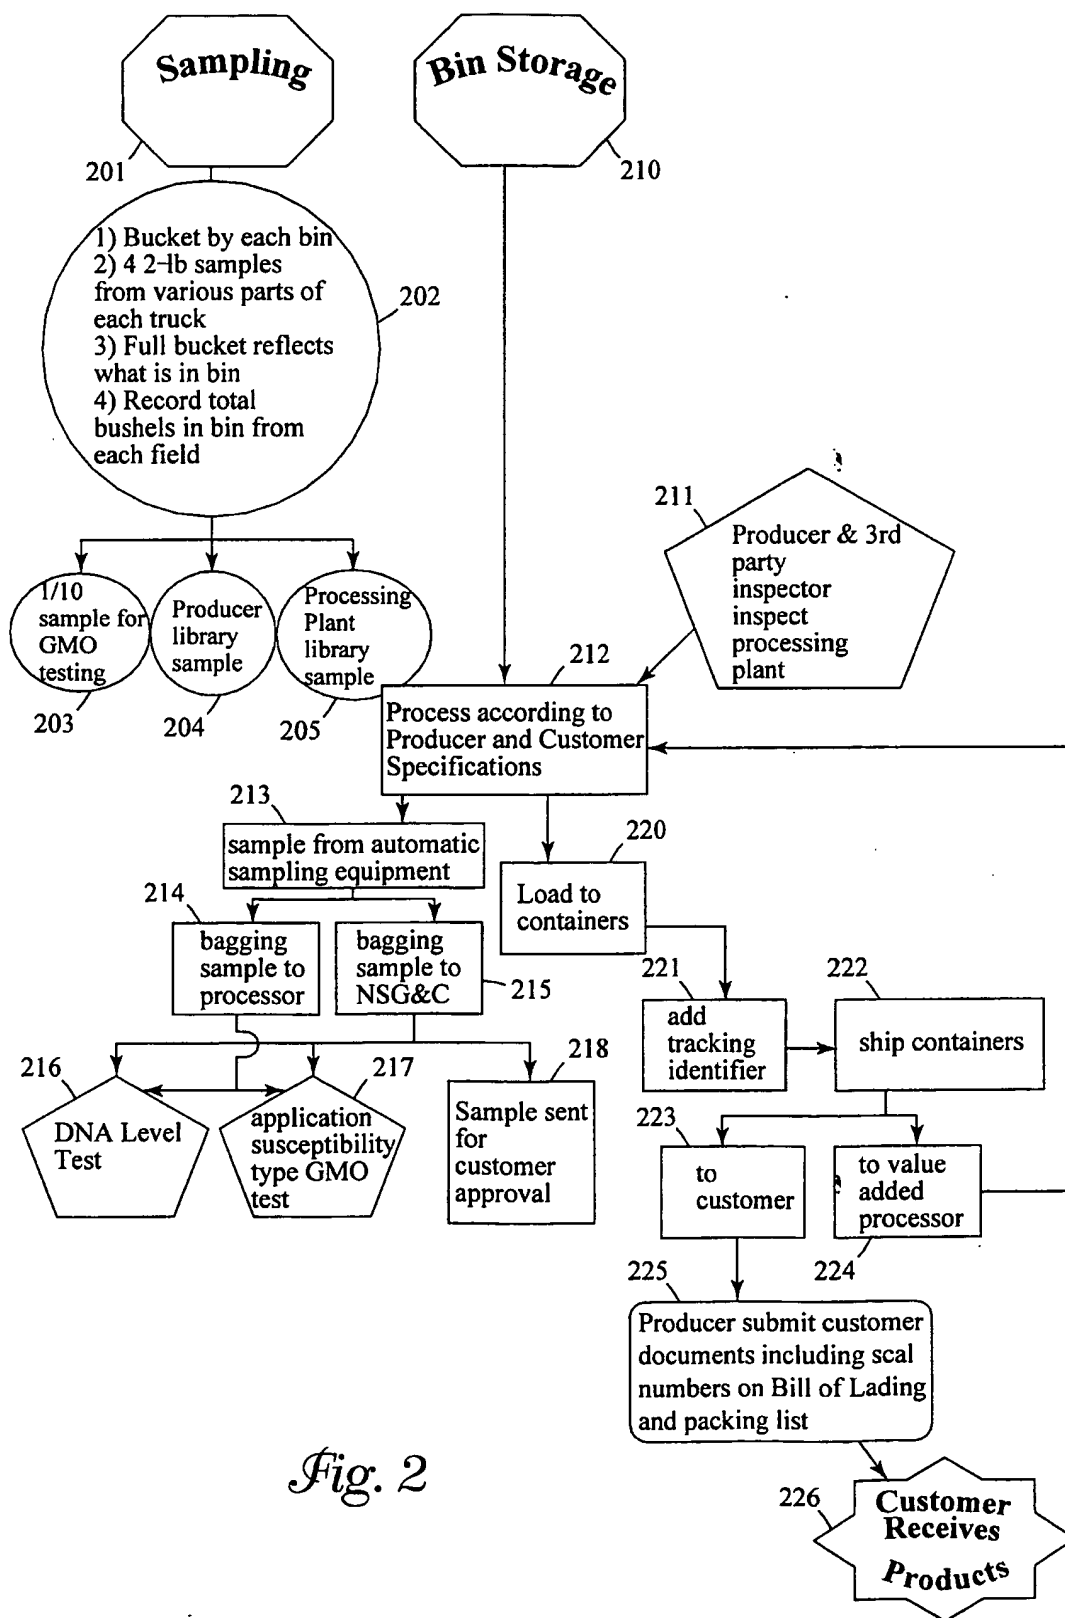 Sampling
Bin Storage
201
210
1) Bucket by each bin
2) 4 2-lb samples
from various parts of
each truck
3) Full bucket reflects
what is in bin
4) Record total
bushels in bin from
each field
202
211
Producer & 3rd
party
inspector
inspect
processing
plant
1/10
sample for
GMO
testing
203
Producer
library
sample
204
Processing
Plant
library
sample
205
212
Process according to
Producer and Customer
Specifications
213
sample from automatic
sampling equipment
220
Load to
containers
214
bagging
sample to
processor
bagging
sample to
NSG&C
215
221
add
tracking
identifier
222
ship containers
216
DNA Level
Test
217
application
susceptibility
type GMO
test
218
Sample sent
for
customer
approval
223
to
customer
to value
added
processor
224
225
Producer submit customer
documents including scal
numbers on Bill of Lading
and packing list
Fig. 2
226
Customer
Receives
Products